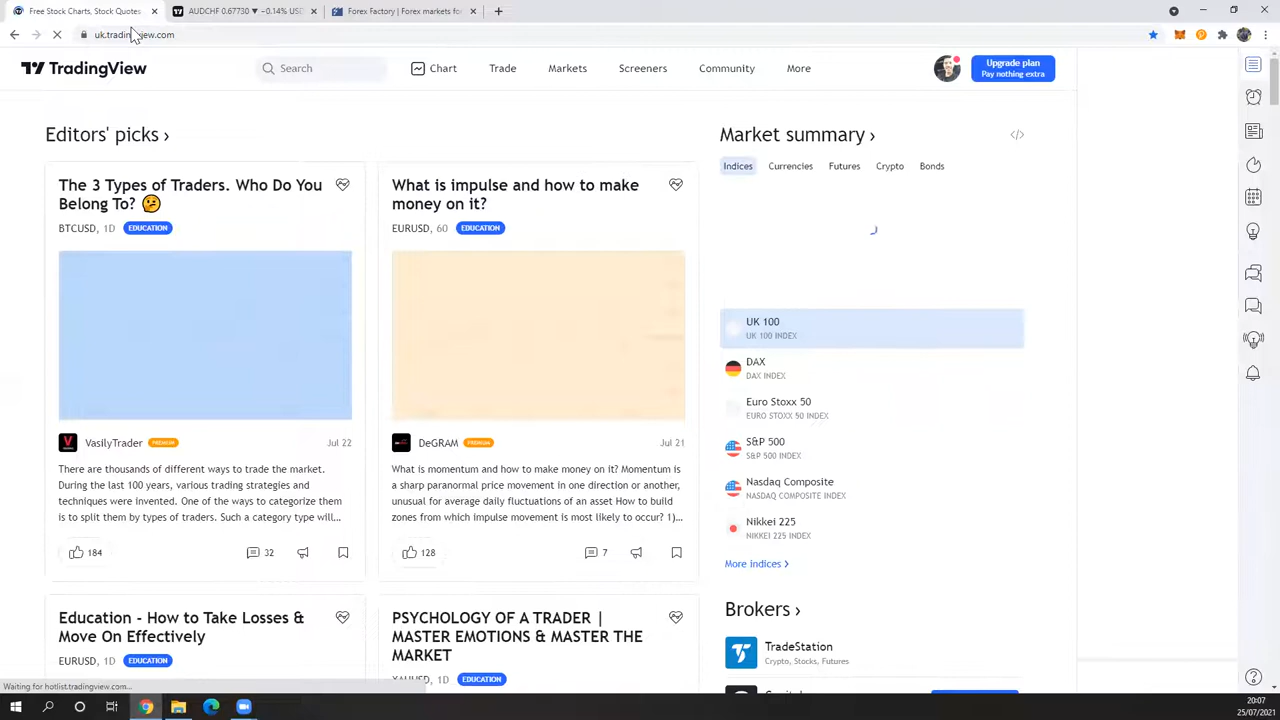 Free Stock Charts, Stock Quotes
AUDCHF 0.67730 ▼ −0.14% USD
Forex Factory | Forex markets for
uk.tradingview.com
TradingView
Search
Chart
Trade
Markets
Screeners
Community
More
Upgrade plan
Pay nothing extra
Editors' picks ›
The 3 Types of Traders. Who Do You
Belong To? 🤔
BTCUSD, 1D EDUCATION
VasilyTrader PREMIUM Jul 22
There are thousands of different ways to trade the market.
During the last 100 years, various trading strategies and
techniques were invented. One of the ways to categorize them
is to split them by types of traders. Such a category type will...
184 32
What is impulse and how to make
money on it?
EURUSD, 60 EDUCATION
DeGRAM PREMIUM Jul 21
What is momentum and how to make money on it? Momentum is
a sharp paranormal price movement in one direction or another,
unusual for average daily fluctuations of an asset How to build
zones from which impulse movement is most likely to occur? 1)...
128 7
Education - How to Take Losses &
Move On Effectively
EURUSD, 1D EDUCATION
PSYCHOLOGY OF A TRADER |
MASTER EMOTIONS & MASTER THE
MARKET
XAUUSD, 1D EDUCATION
Market summary ›
Indices Currencies Futures Crypto Bonds
UK 100
UK 100 INDEX
DAX
DAX INDEX
Euro Stoxx 50
EURO STOXX 50 INDEX
S&P 500
S&P 500 INDEX
Nasdaq Composite
NASDAQ COMPOSITE INDEX
Nikkei 225
NIKKEI 225 INDEX
More indices ›
Brokers ›
TradeStation
Crypto, Stocks, Futures
Waiting for hotlist.tradingview.com...
20:07
25/07/2021